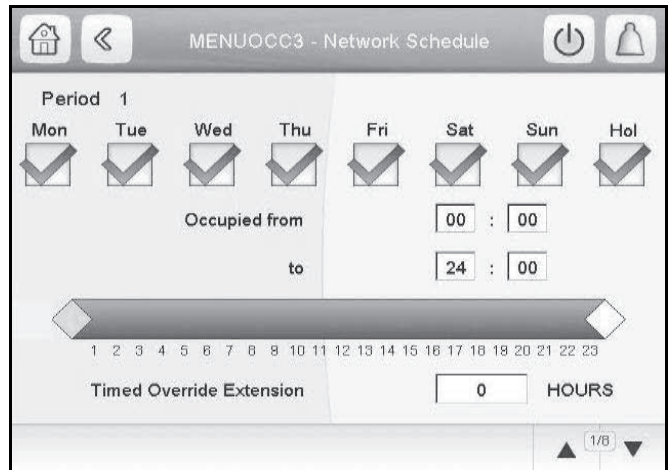 MENUOCC3 - Network Schedule
Period 1
Mon Tue Wed Thu Fri Sat Sun Hol
Occupied from 00 : 00
to 24 : 00
1 2 3 4 5 6 7 8 9 10 11 12 13 14 15 16 17 18 19 20 21 22 23
Timed Override Extension 0 HOURS
1/8